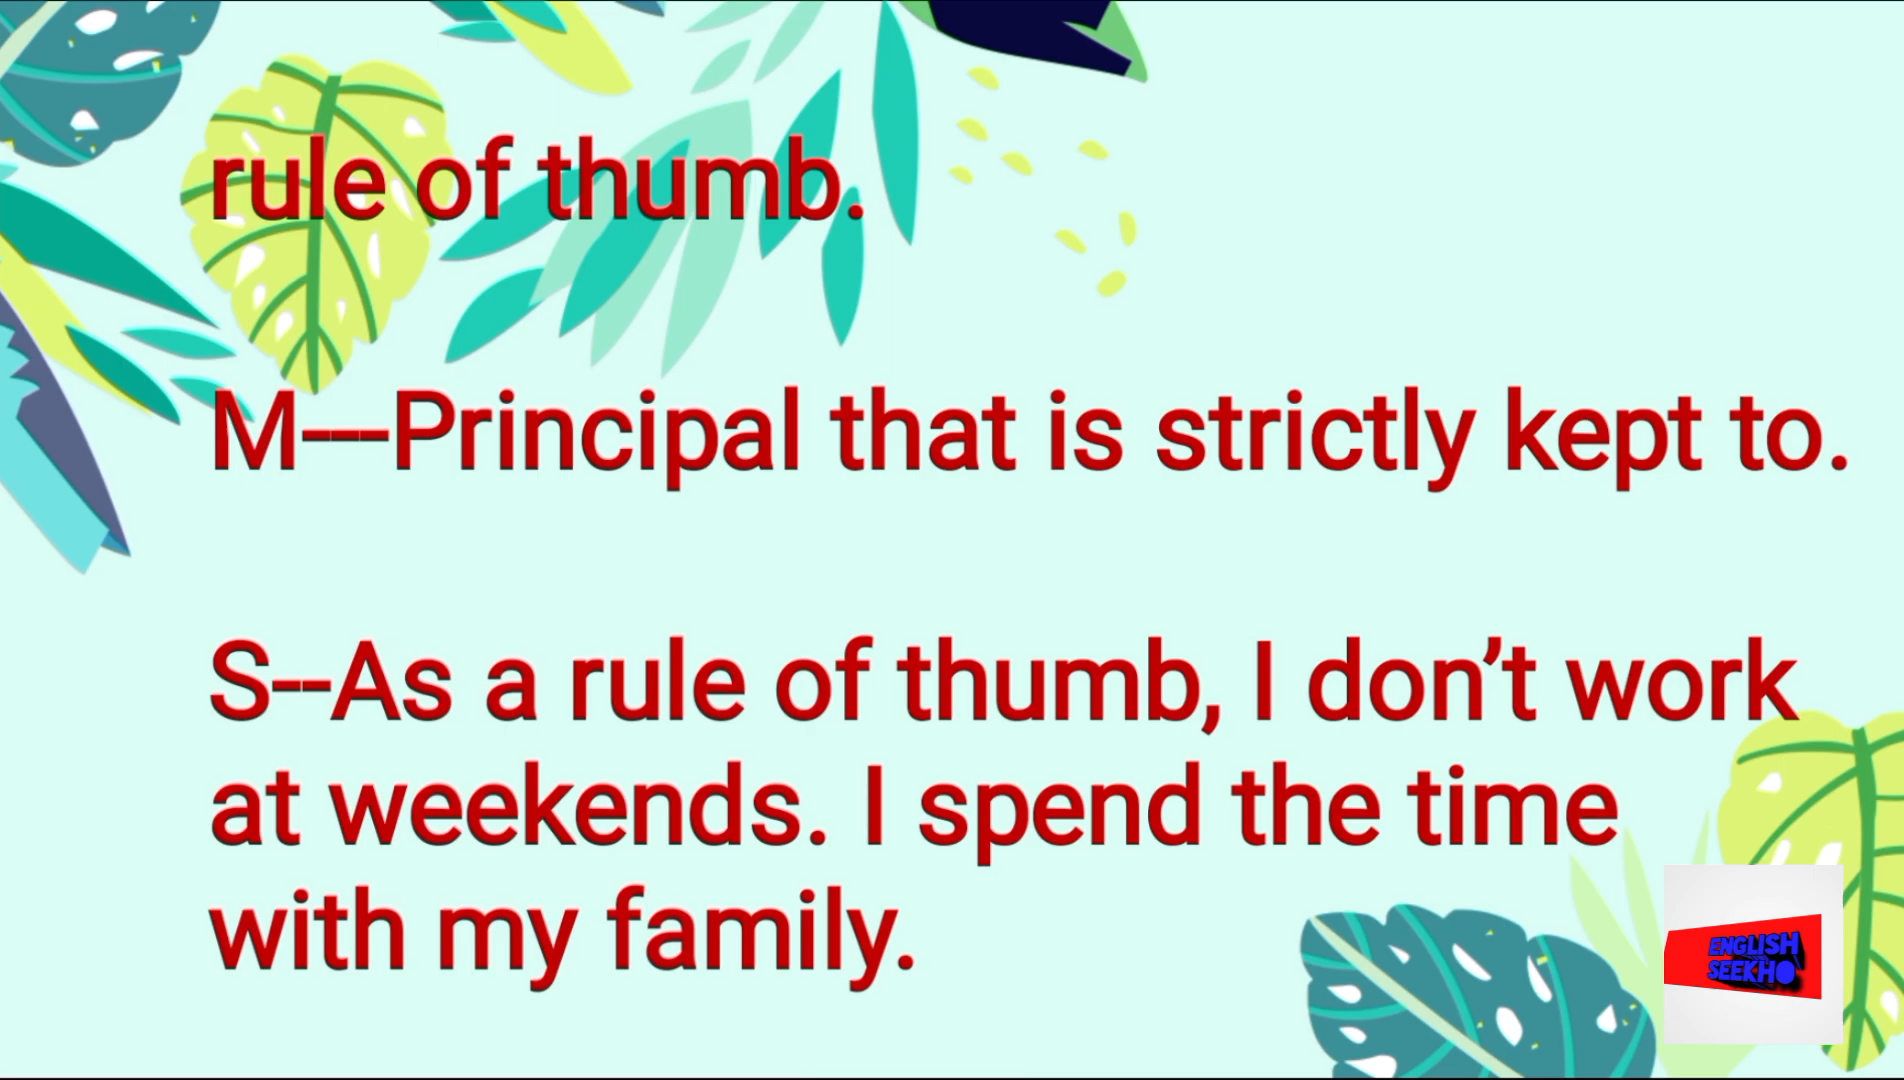 rule of thumb.
M---Principal that is strictly kept to.
S--As a rule of thumb, I don’t work
at weekends. I spend the time
with my family.
ENGLISH
SEEKHO